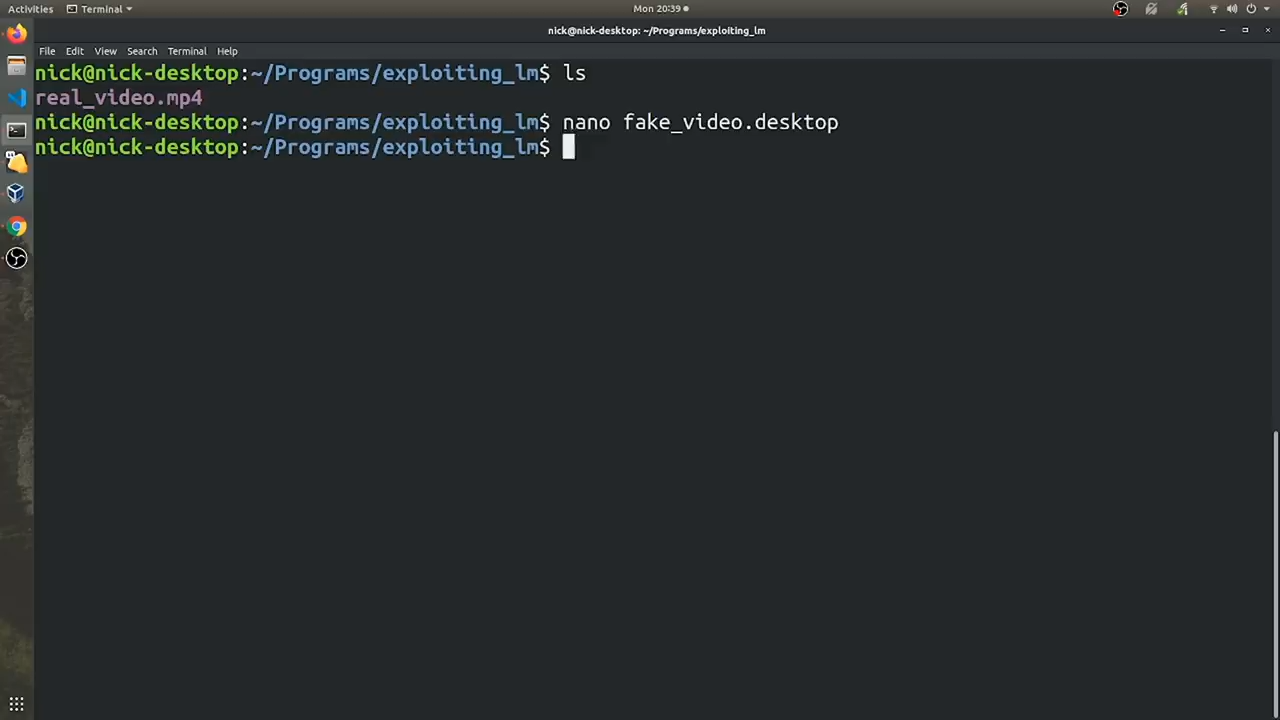 Activities Terminal Mon 20:39
nick@nick-desktop: ~/Programs/exploiting_lm
File Edit View Search Terminal Help
nick@nick-desktop:~/Programs/exploiting_lm$ ls
real_video.mp4
nick@nick-desktop:~/Programs/exploiting_lm$ nano fake_video.desktop
nick@nick-desktop:~/Programs/exploiting_lm$